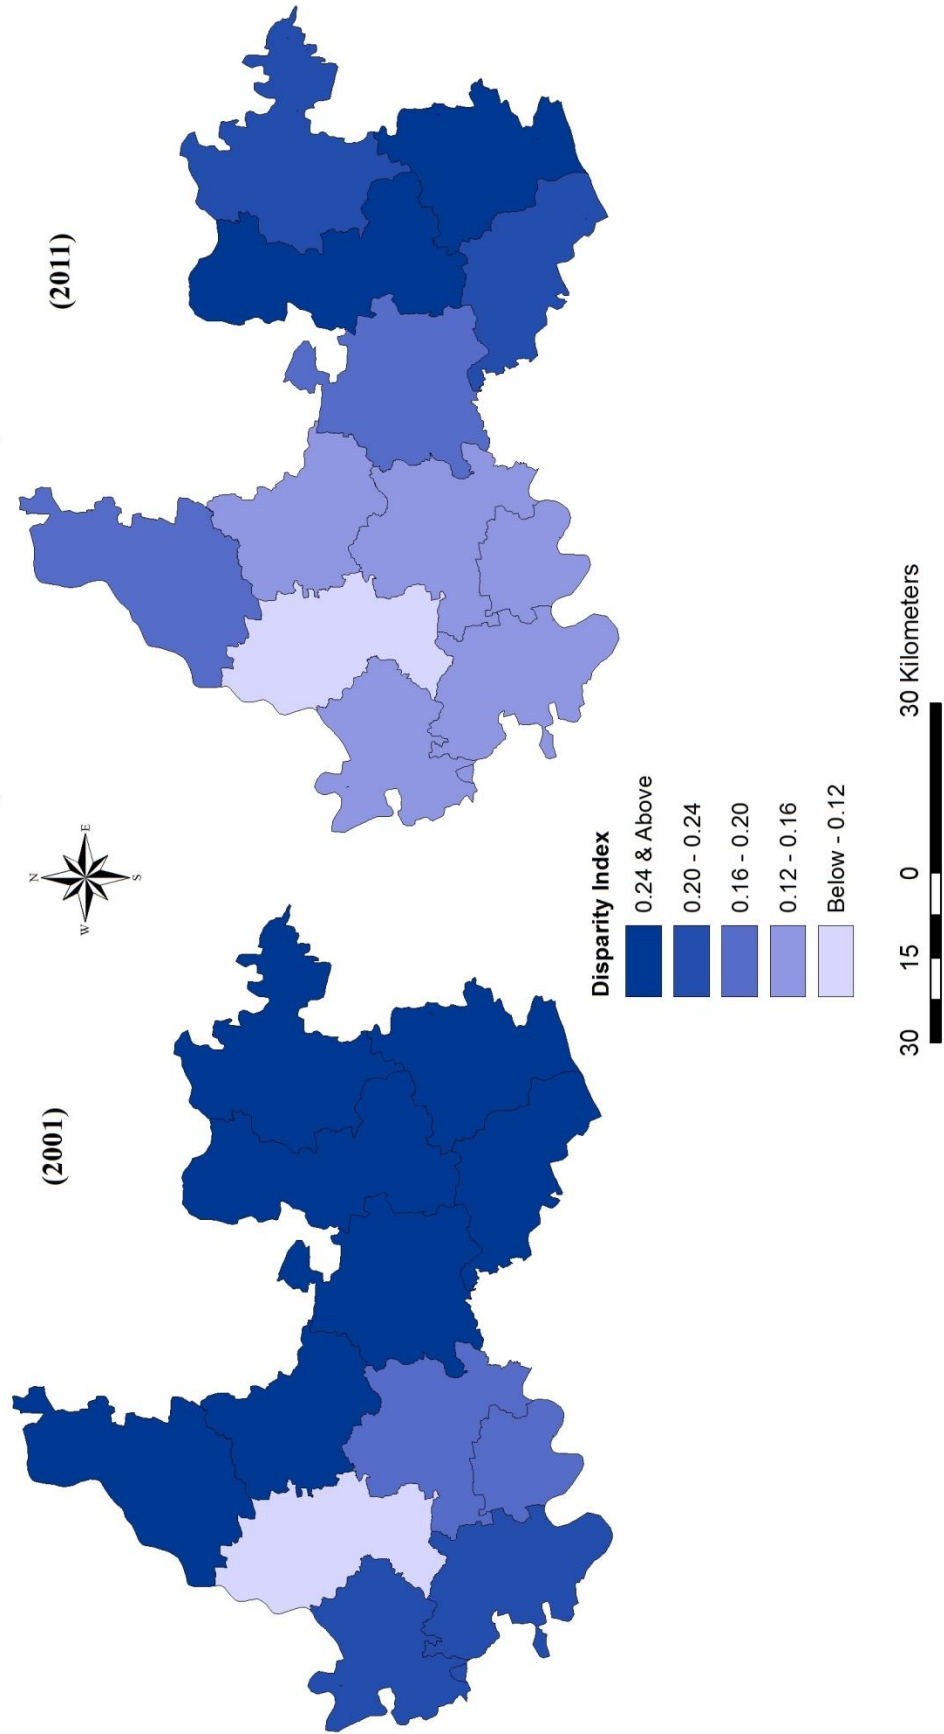 (2001)
(2011)
N
W
E
S
Disparity Index
0.24 & Above
0.20 - 0.24
0.16 - 0.20
0.12 - 0.16
Below - 0.12
30 15 0 30 Kilometers